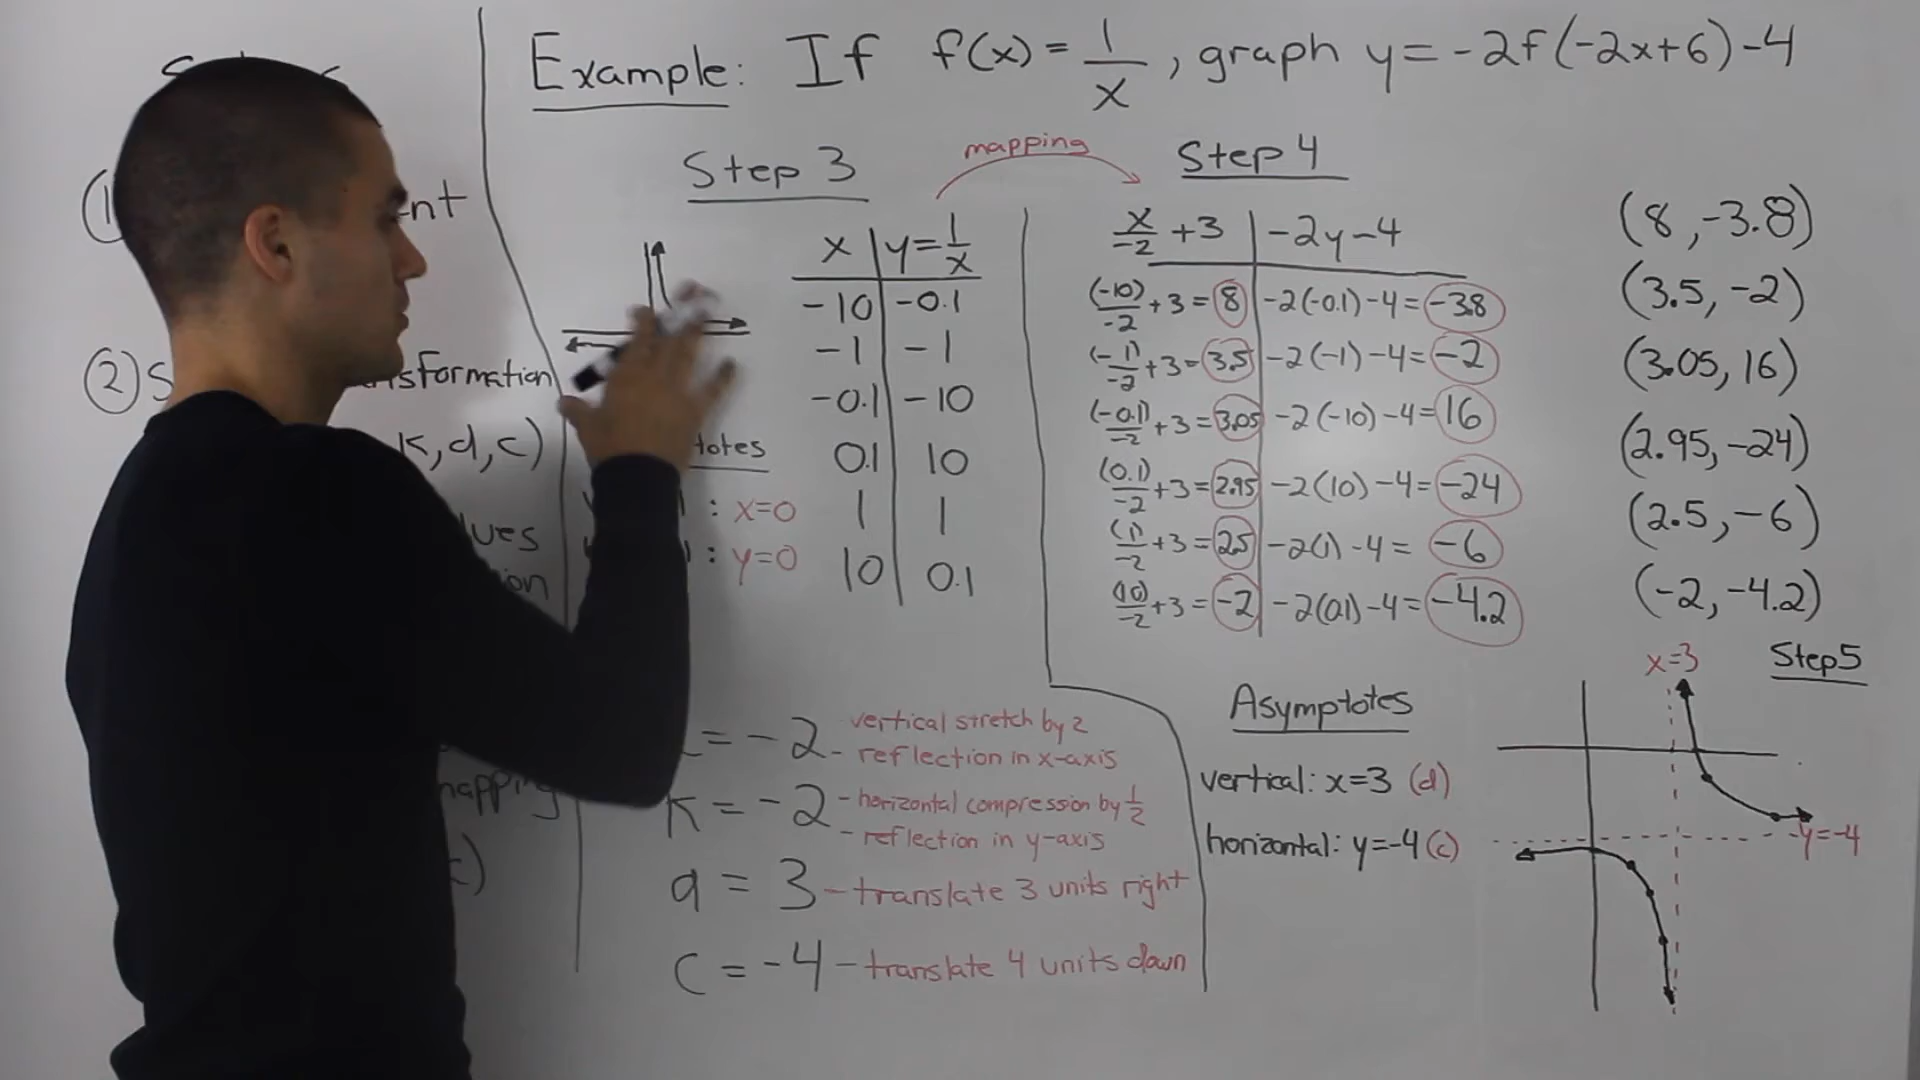 Example: If f(x) = 1/x, graph y = -2f(-2x+6)-4
①
nt
② S
nsformation
k, d, c)
lues
on
mapping
c)
Step 3
x | y = 1/x
-10 | -0.1
-1 | -1
-0.1 | -10
0.1 | 10
1 | 1
10 | 0.1
totes
: x=0
: y=0
mapping
Step 4
x/-2 + 3 | -2y-4
(-10)/-2 + 3 = 8 | -2(-0.1)-4 = -3.8
(-1)/-2 + 3 = 3.5 | -2(-1)-4 = -2
(-0.1)/-2 + 3 = 3.05 | -2(-10)-4 = 16
(0.1)/-2 + 3 = 2.95 | -2(10)-4 = -24
(1)/-2 + 3 = 2.5 | -2(1)-4 = -6
(10)/-2 + 3 = -2 | -2(0.1)-4 = -4.2
(8, -3.8)
(3.5, -2)
(3.05, 16)
(2.95, -24)
(2.5, -6)
(-2, -4.2)
= -2 - vertical stretch by 2
- reflection in x-axis
k = -2 - horizontal compression by 1/2
- reflection in y-axis
d = 3 - translate 3 units right
c = -4 - translate 4 units down
Asymptotes
vertical: x=3 (d)
horizontal: y=-4 (c)
Step 5
x=3
y=-4